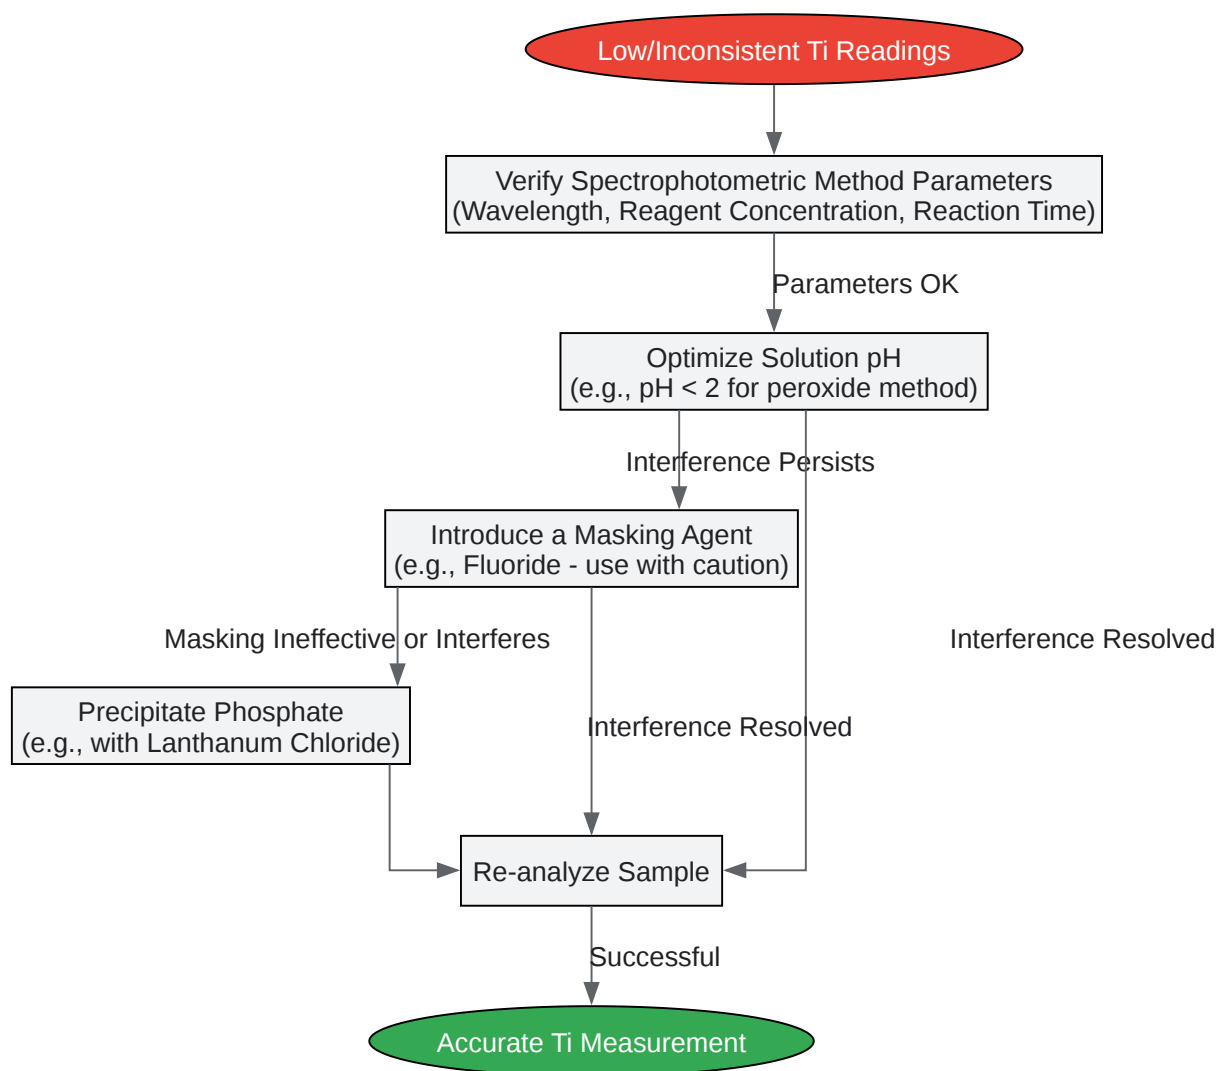 Low/Inconsistent Ti Readings
Verify Spectrophotometric Method Parameters
(Wavelength, Reagent Concentration, Reaction Time)
Parameters OK
Optimize Solution pH
(e.g., pH < 2 for peroxide method)
Interference Persists
Introduce a Masking Agent
(e.g., Fluoride - use with caution)
Masking Ineffective or Interferes
Interference Resolved
Precipitate Phosphate
(e.g., with Lanthanum Chloride)
Interference Resolved
Re-analyze Sample
Successful
Accurate Ti Measurement